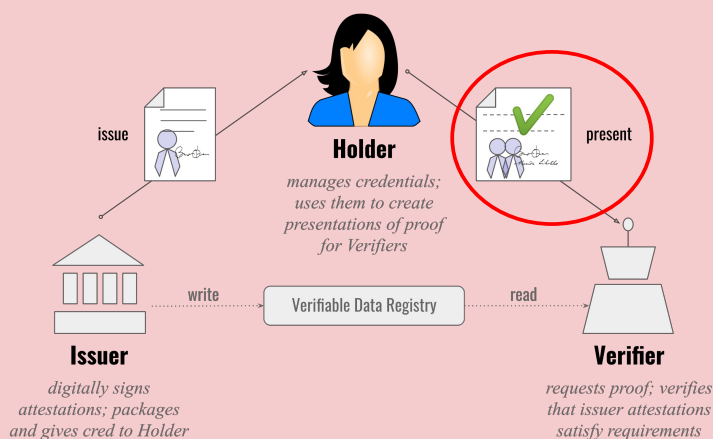 issue
present
Holder
manages credentials;
uses them to create
presentations of proof
for Verifiers
write
Verifiable Data Registry
read
Issuer
digitally signs
attestations; packages
and gives cred to Holder
Verifier
requests proof; verifies
that issuer attestations
satisfy requirements